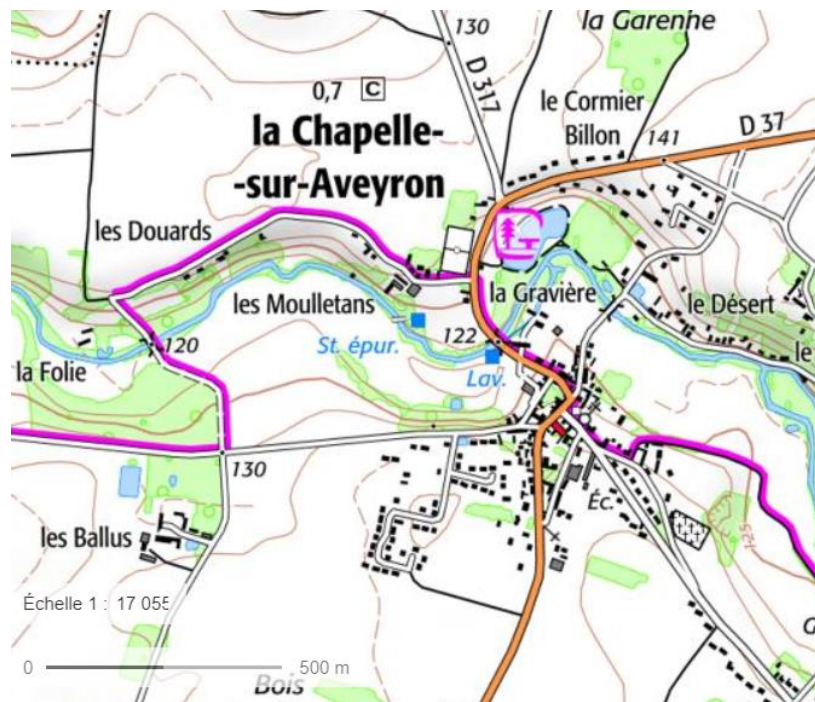 la Garenne
130
D 317
0,7 C
le Cormier
Billon
141
D 37
la Chapelle-
-sur-Aveyron
les Douards
les Moulletans
la Gravière
le Désert
120
St. épur.
122
le
la Folie
Lav.
130
Éc.
125
les Ballus
Échelle 1 : 17 055
G
0
500 m
Bois